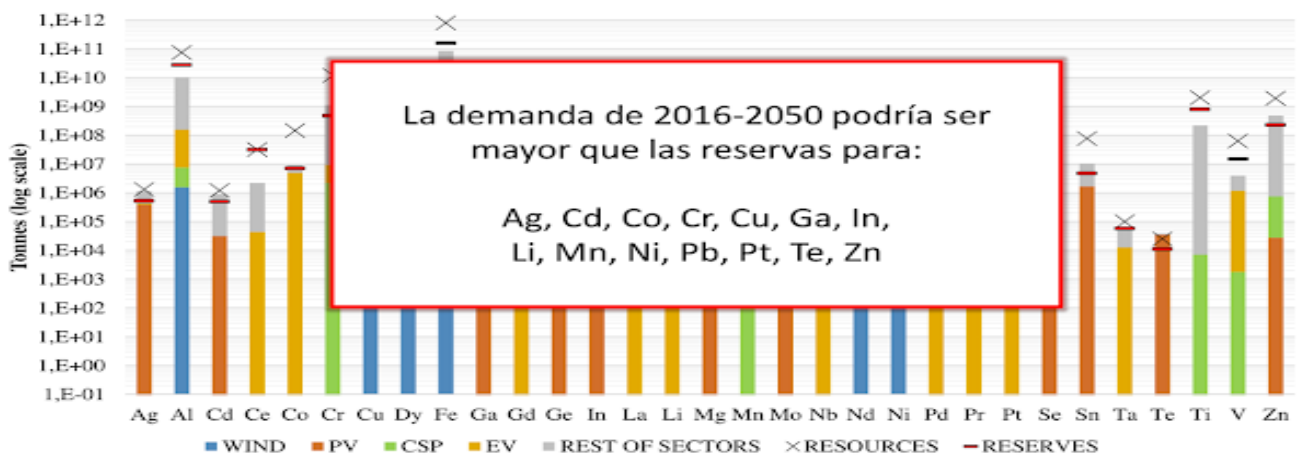 1,E+12
1,E+11
1,E+10
1,E+09
1,E+08
1,E+07
1,E+06
1,E+05
1,E+04
1,E+03
1,E+02
1,E+01
1,E+00
1,E-01
Tonnes (log scale)
La demanda de 2016-2050 podría ser
mayor que las reservas para:
Ag, Cd, Co, Cr, Cu, Ga, In,
Li, Mn, Ni, Pb, Pt, Te, Zn
Ag Al Cd Ce Co Cr Cu Dy Fe Ga Gd Ge In La Li Mg Mn Mo Nb Nd Ni Pd Pr Pt Se Sn Ta Te Ti V Zn
WIND PV CSP EV REST OF SECTORS RESOURCES RESERVES